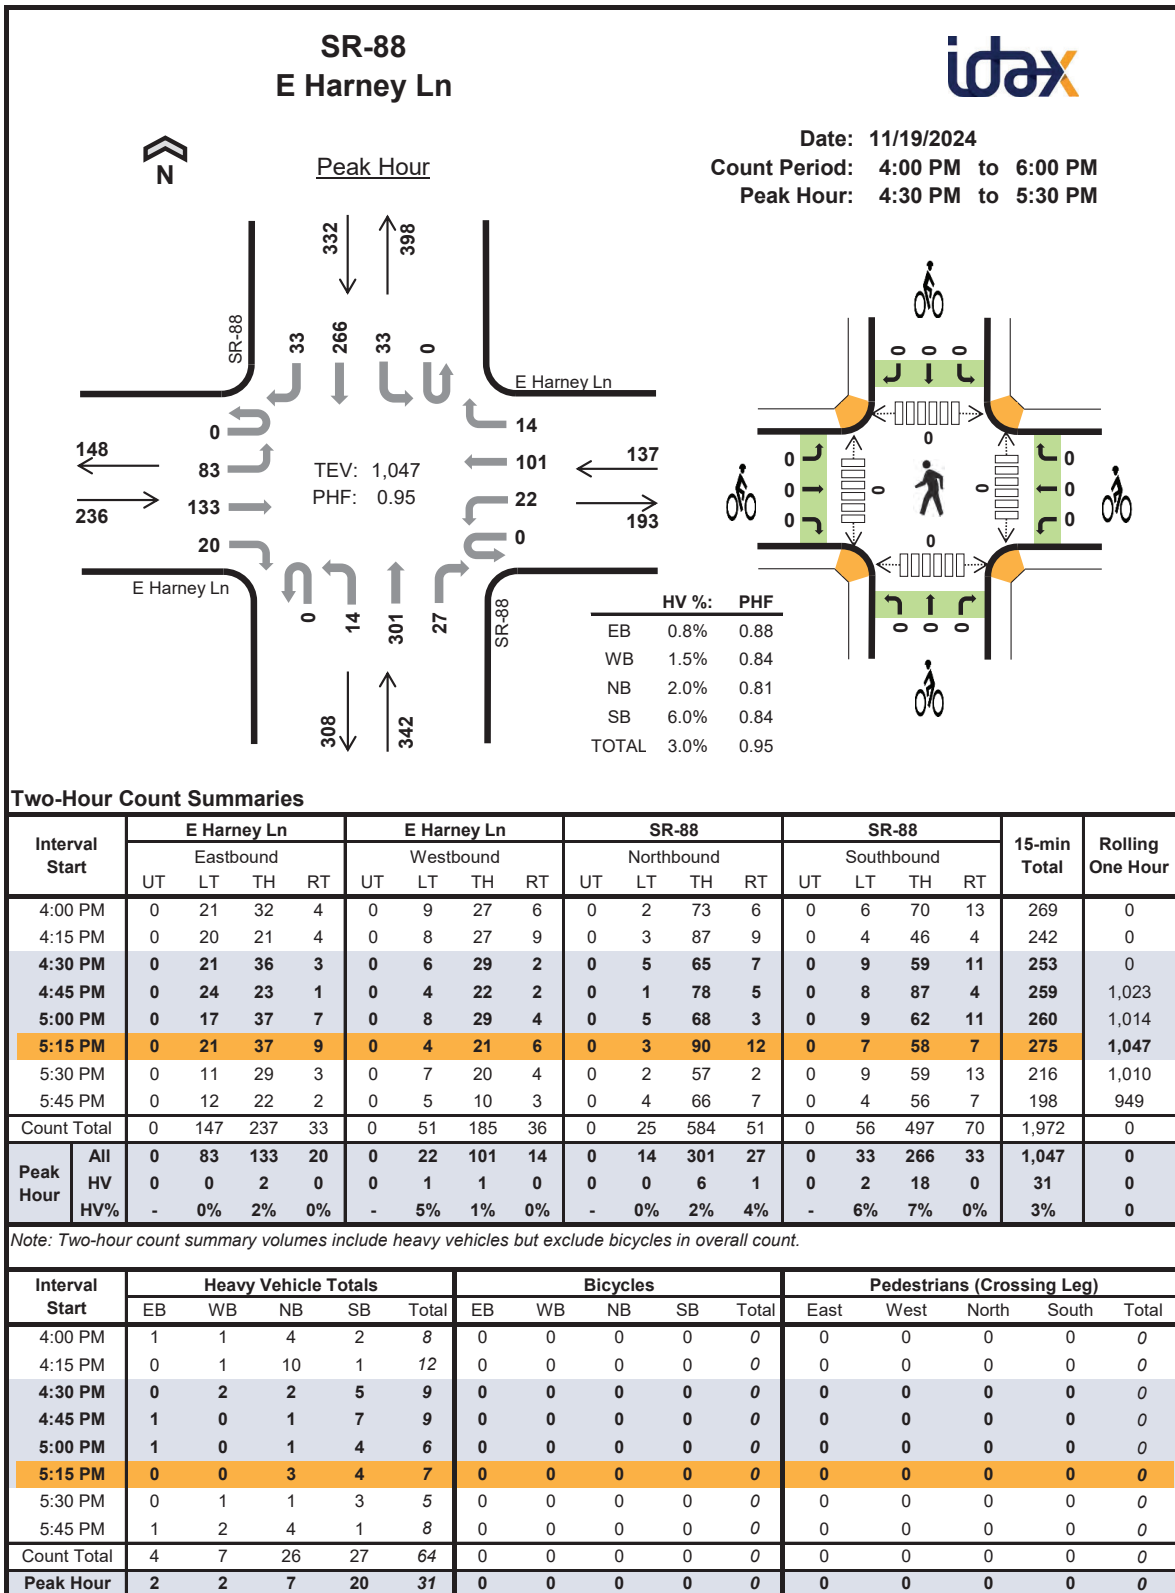 SR-88
E Harney Ln
idax
Date: 11/19/2024
Count Period: 4:00 PM to 6:00 PM
Peak Hour: 4:30 PM to 5:30 PM
N
Peak Hour
332 398
SR-88
33 266 33 0
E Harney Ln
0 14
148 83 TEV: 1,047 101 137
133 PHF: 0.95 22
236 193
20 0
E Harney Ln
0 14 301 27
SR-88
308 342
0 0 0
0
0 0
0 0 0 0
0 0
0
0 0 0
HV %: PHF
EB 0.8% 0.88
WB 1.5% 0.84
NB 2.0% 0.81
SB 6.0% 0.84
TOTAL 3.0% 0.95
Two-Hour Count Summaries
Interval Start E Harney Ln E Harney Ln SR-88 SR-88 15-min Total Rolling One Hour
Eastbound Westbound Northbound Southbound
UT LT TH RT UT LT TH RT UT LT TH RT UT LT TH RT
4:00 PM 0 21 32 4 0 9 27 6 0 2 73 6 0 6 70 13 269 0
4:15 PM 0 20 21 4 0 8 27 9 0 3 87 9 0 4 46 4 242 0
4:30 PM 0 21 36 3 0 6 29 2 0 5 65 7 0 9 59 11 253 0
4:45 PM 0 24 23 1 0 4 22 2 0 1 78 5 0 8 87 4 259 1,023
5:00 PM 0 17 37 7 0 8 29 4 0 5 68 3 0 9 62 11 260 1,014
5:15 PM 0 21 37 9 0 4 21 6 0 3 90 12 0 7 58 7 275 1,047
5:30 PM 0 11 29 3 0 7 20 4 0 2 57 2 0 9 59 13 216 1,010
5:45 PM 0 12 22 2 0 5 10 3 0 4 66 7 0 4 56 7 198 949
Count Total 0 147 237 33 0 51 185 36 0 25 584 51 0 56 497 70 1,972 0
Peak Hour All 0 83 133 20 0 22 101 14 0 14 301 27 0 33 266 33 1,047 0
HV 0 0 2 0 0 1 1 0 0 0 6 1 0 2 18 0 31 0
HV% - 0% 2% 0% - 5% 1% 0% - 0% 2% 4% - 6% 7% 0% 3% 0
Note: Two-hour count summary volumes include heavy vehicles but exclude bicycles in overall count.
Interval Start Heavy Vehicle Totals Bicycles Pedestrians (Crossing Leg)
EB WB NB SB Total EB WB NB SB Total East West North South Total
4:00 PM 1 1 4 2 8 0 0 0 0 0 0 0 0 0 0
4:15 PM 0 1 10 1 12 0 0 0 0 0 0 0 0 0 0
4:30 PM 0 2 2 5 9 0 0 0 0 0 0 0 0 0 0
4:45 PM 1 0 1 7 9 0 0 0 0 0 0 0 0 0 0
5:00 PM 1 0 1 4 6 0 0 0 0 0 0 0 0 0 0
5:15 PM 0 0 3 4 7 0 0 0 0 0 0 0 0 0 0
5:30 PM 0 1 1 3 5 0 0 0 0 0 0 0 0 0 0
5:45 PM 1 2 4 1 8 0 0 0 0 0 0 0 0 0 0
Count Total 4 7 26 27 64 0 0 0 0 0 0 0 0 0 0
Peak Hour 2 2 7 20 31 0 0 0 0 0 0 0 0 0 0